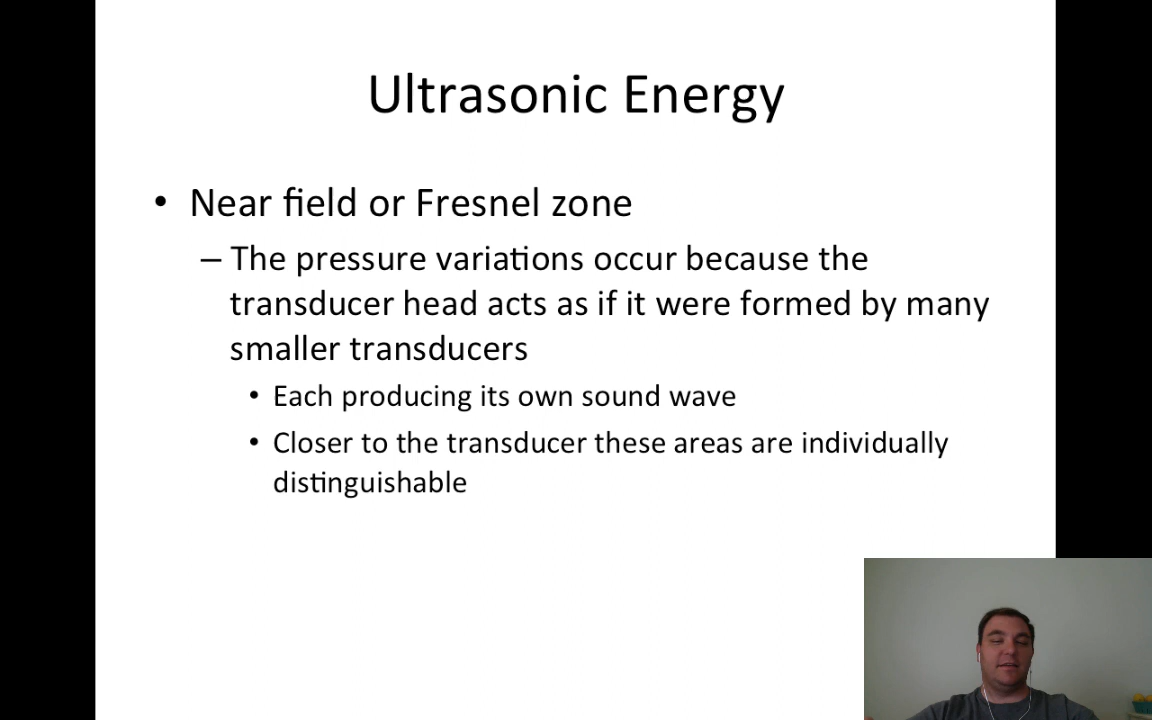 Ultrasonic Energy
• Near field or Fresnel zone
– The pressure variations occur because the
transducer head acts as if it were formed by many
smaller transducers
• Each producing its own sound wave
• Closer to the transducer these areas are individually
distinguishable